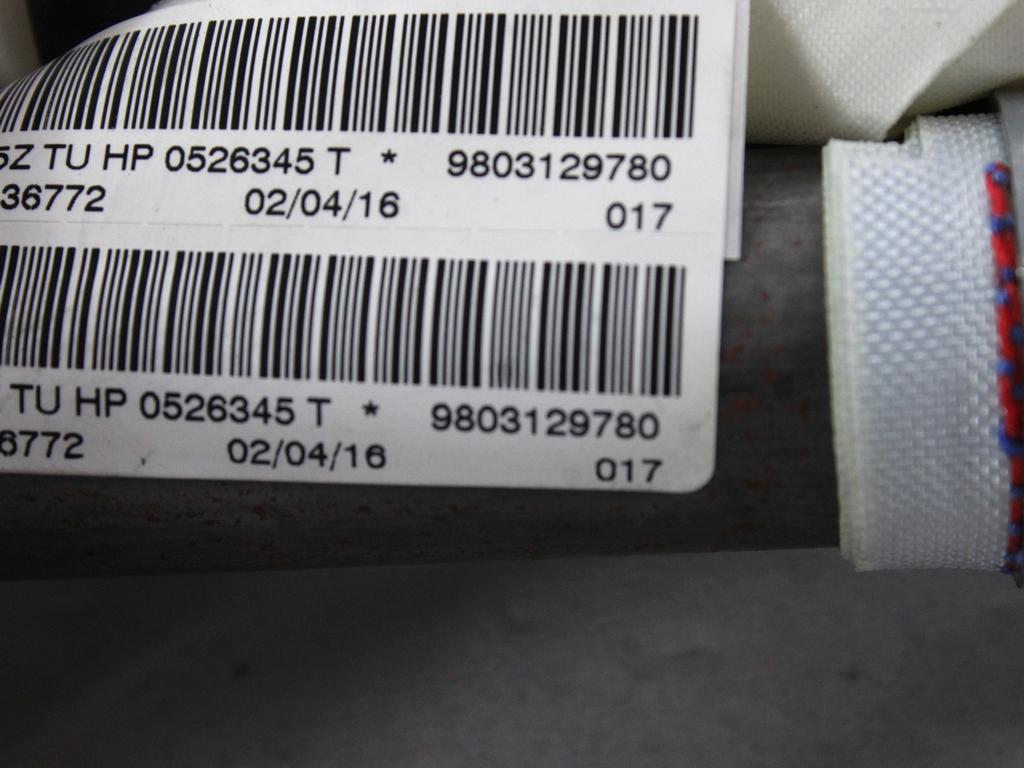 5Z TU HP 0526345 T * 9803129780
36772 02/04/16 017
TU HP 0526345 T * 9803129780
6772 02/04/16 017